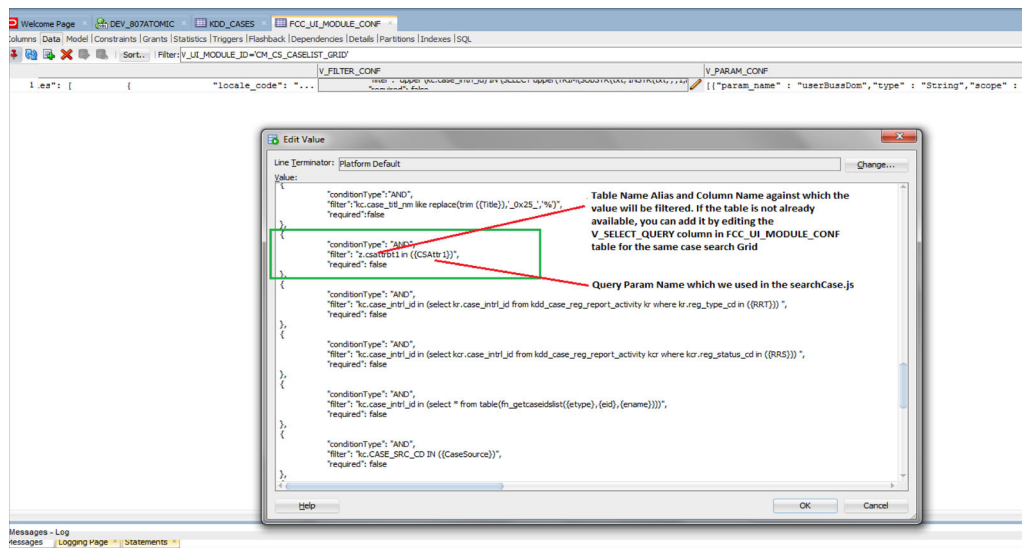 Welcome Page DEV_807ATOMIC KDD_CASES FCC_UI_MODULE_CONF
Columns Data Model Constraints Grants Statistics Triggers Flashback Dependencies Details Partitions Indexes SQL
Sort.. Filter: V_UI_MODULE_ID='CM_CS_CASELIST_GRID'
V_FILTER_CONF V_PARAM_CONF
1 .es": [ { "locale_code": "... [{"param_name" : "userBussDom","type" : "String","scope" :
Edit Value
Line Terminator: Platform Default Change...
Value:
{
"conditionType":"AND",
"filter":"kc.case_titl_nm like replace(trim ({Title}),'_0x25_','%')",
"required":false
},
{
"conditionType": "AND",
"filter": "z.csattrbt1 in ({CSAttr1})",
"required": false
},
{
"conditionType": "AND",
"filter": "kc.case_intrl_id in (select kr.case_intrl_id from kdd_case_reg_report_activity kr where kr.reg_type_cd in ({RRT})) ",
"required": false
},
{
"conditionType": "AND",
"filter": "kc.case_intrl_id in (select kcr.case_intrl_id from kdd_case_reg_report_activity kcr where kcr.reg_status_cd in ({RRS})) ",
"required": false
},
{
"conditionType": "AND",
"filter": "kc.case_intrl_id in (select * from table(fn_getcaseidslist({etype},{eid},{ename})))",
"required": false
},
{
"conditionType": "AND",
"filter": "kc.CASE_SRC_CD IN ({CaseSource})",
"required": false
},
Table Name Alias and Column Name against which the
value will be filtered. If the table is not already
available, you can add it by editing the
V_SELECT_QUERY column in FCC_UI_MODULE_CONF
table for the same case search Grid
Query Param Name which we used in the searchCase.js
Help OK Cancel
Messages - Log
Messages Logging Page Statements